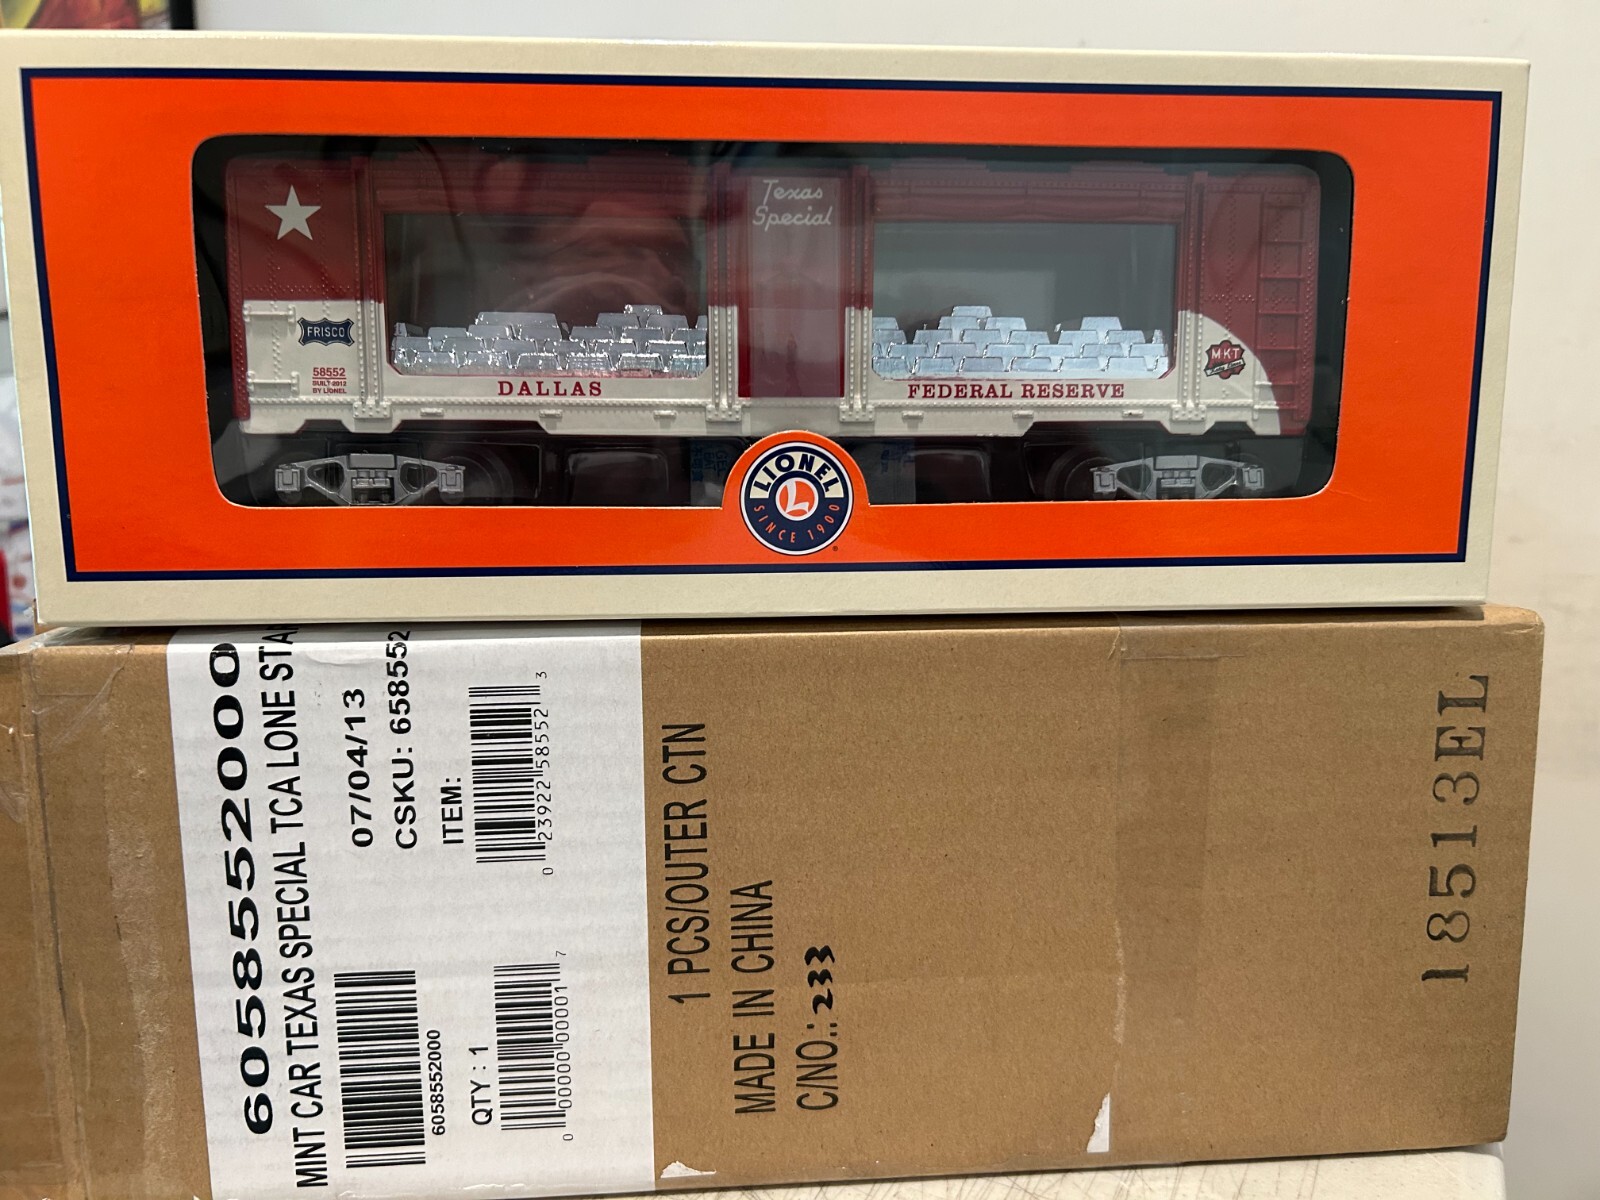 Texas
Special
FRISCO
58552
BUILT 2012
BY LIONEL
DALLAS
FEDERAL RESERVE
MKT
LIONEL
L
SINCE 1900
6058552000
MINT CAR TEXAS SPECIAL TCA LONE STA
07/04/13
CSKU: 658552
ITEM:
0 23922 58552 3
6058552000
QTY : 1
0 00000 00001 7
1 PCS/OUTER CTN
MADE IN CHINA
C/NO.: 233
18513EL